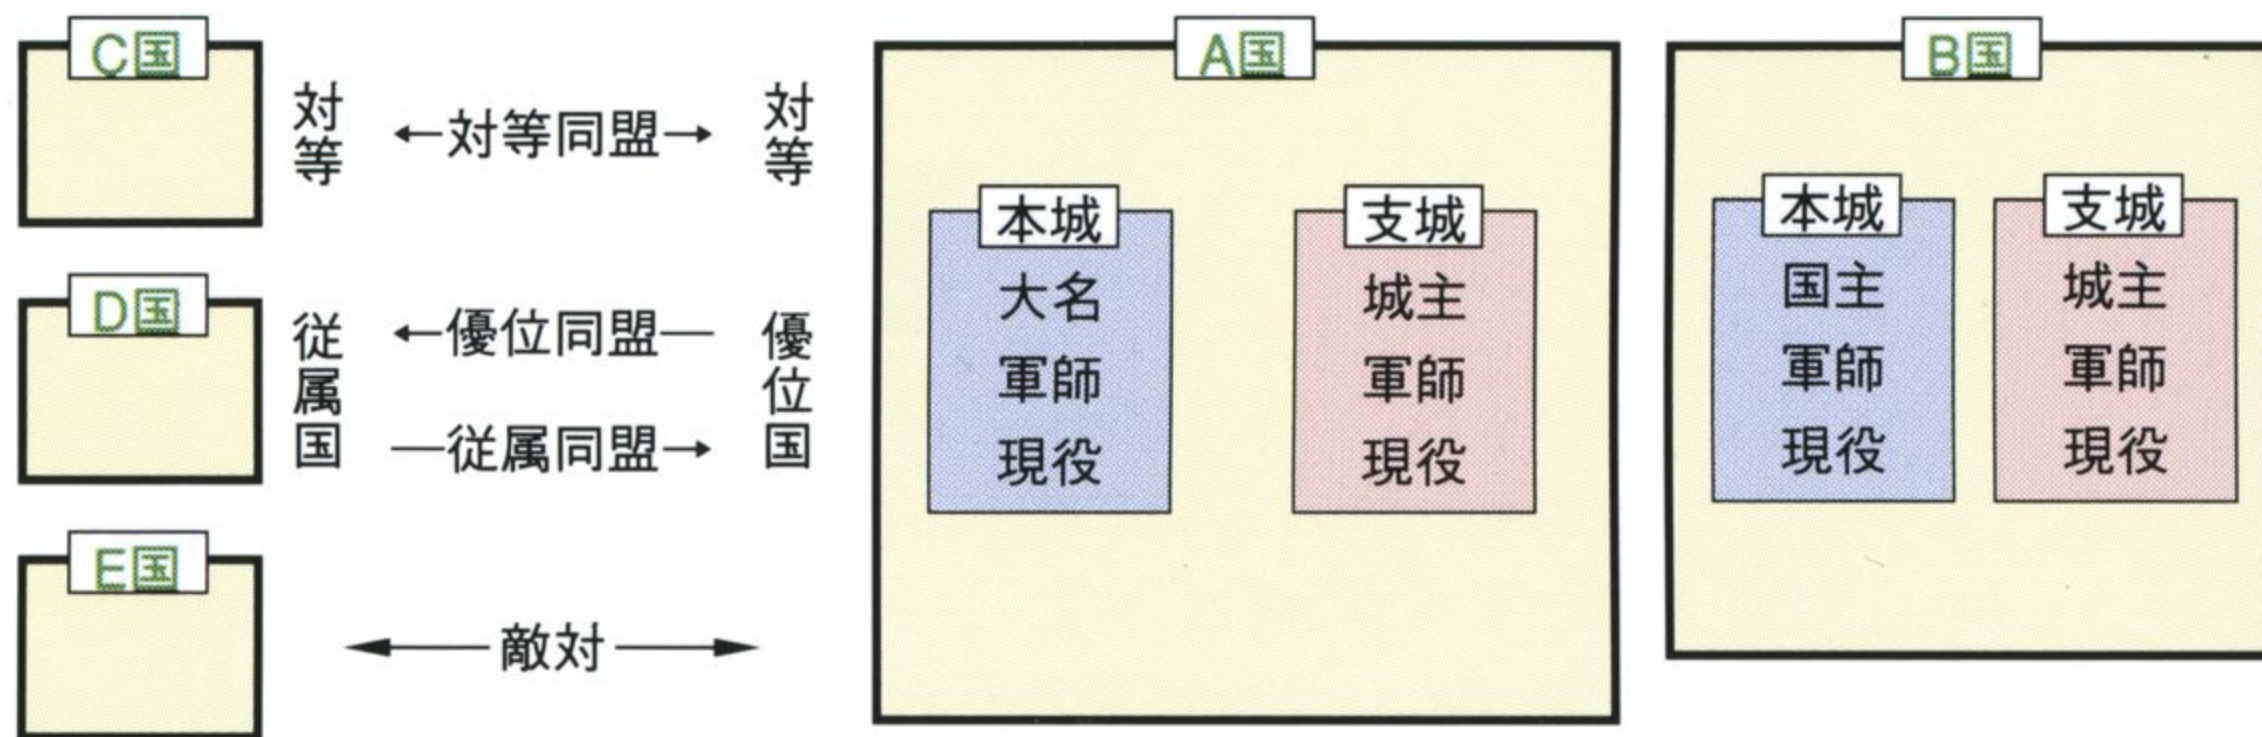 C国
対等
←対等同盟→
対等
D国
従属国
←優位同盟—
—従属同盟→
優位国
E国
←敵対→
A国
本城
大名
軍師
現役
支城
城主
軍師
現役
B国
本城
国主
軍師
現役
支城
城主
軍師
現役